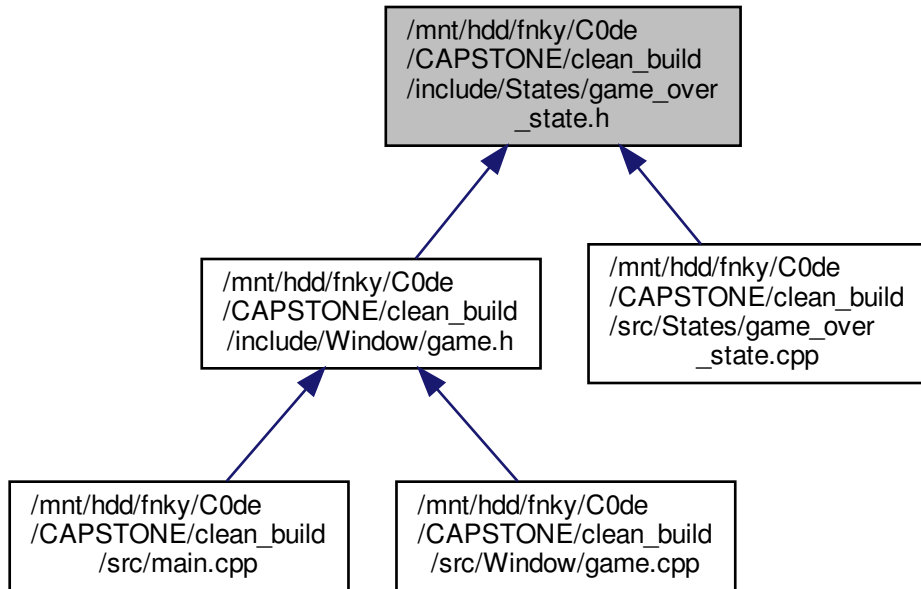 /mnt/hdd/fnky/C0de
/CAPSTONE/clean_build
/include/States/game_over
_state.h
/mnt/hdd/fnky/C0de
/CAPSTONE/clean_build
/include/Window/game.h
/mnt/hdd/fnky/C0de
/CAPSTONE/clean_build
/src/States/game_over
_state.cpp
/mnt/hdd/fnky/C0de
/CAPSTONE/clean_build
/src/main.cpp
/mnt/hdd/fnky/C0de
/CAPSTONE/clean_build
/src/Window/game.cpp